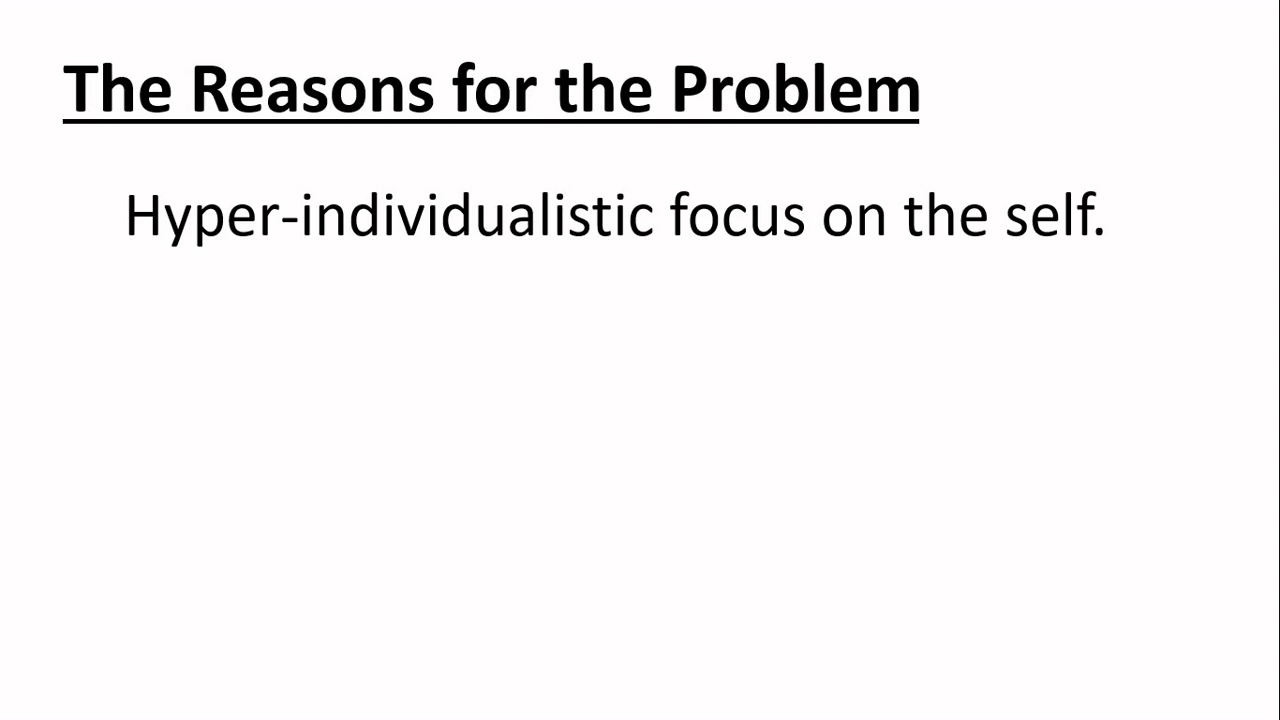 The Reasons for the Problem
Hyper-individualistic focus on the self.